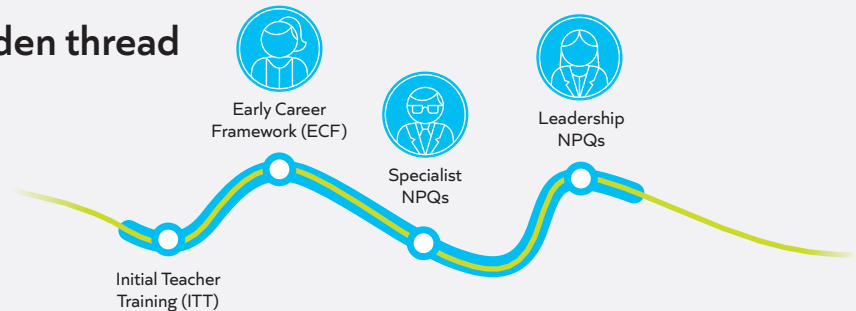 den thread
Early Career
Framework (ECF)
Specialist
NPQs
Leadership
NPQs
Initial Teacher
Training (ITT)